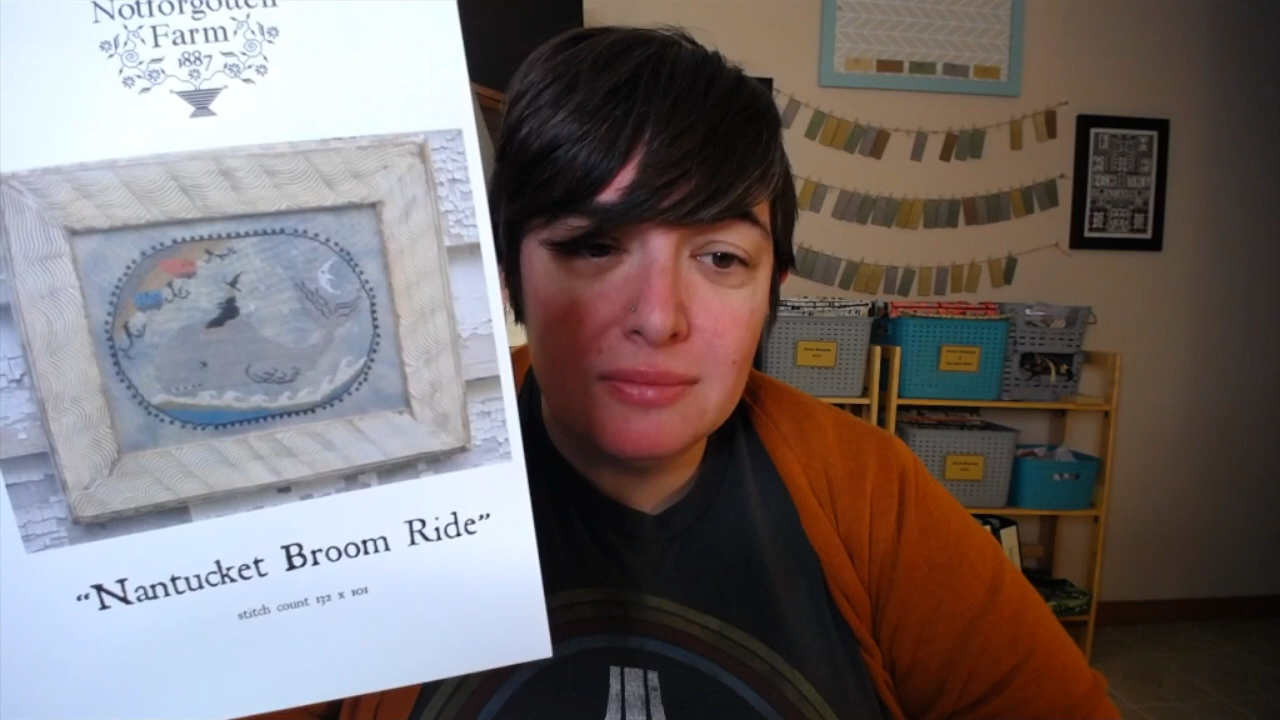 Notforgotten
Farm
1887
“Nantucket Broom Ride”
stitch count 132 x 101